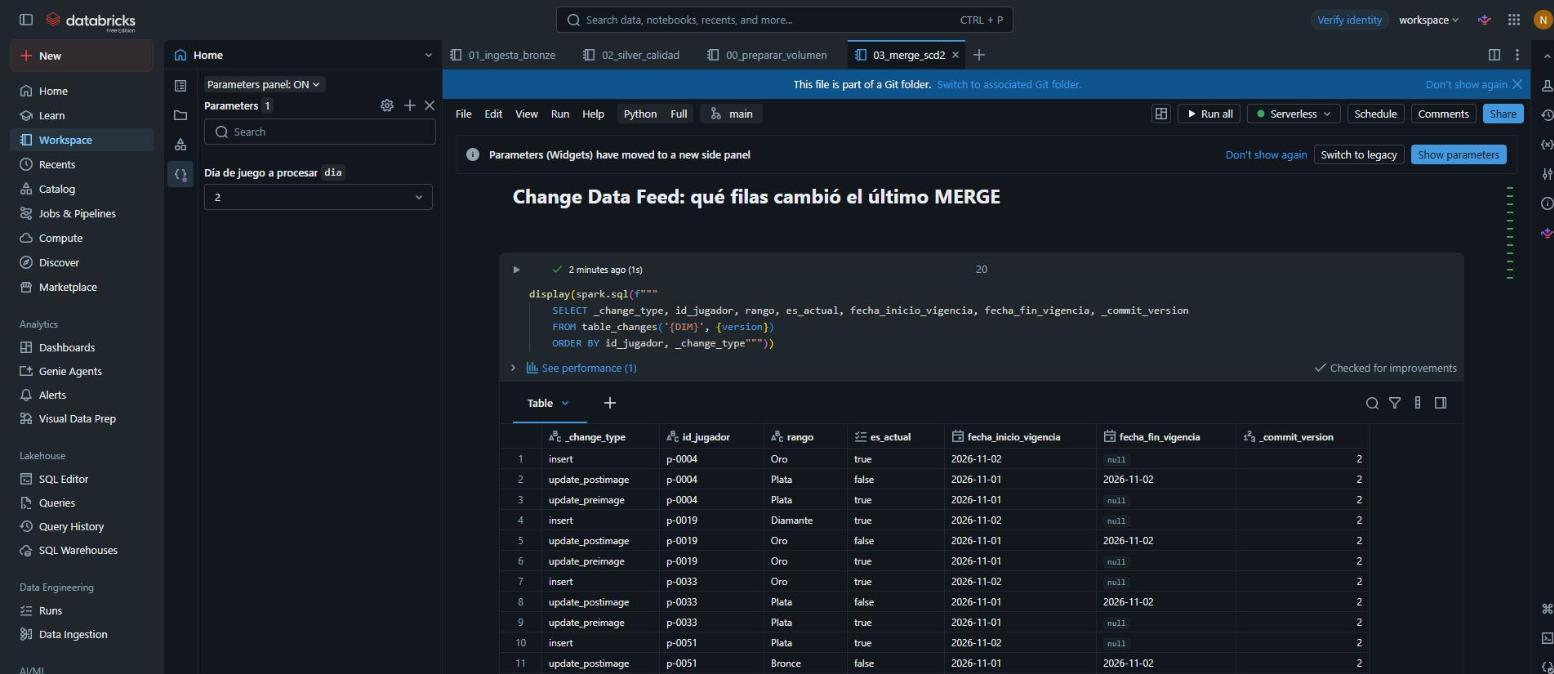 databricks
Free Edition
Search data, notebooks, recents, and more...
CTRL + P
Verify identity
workspace
N
New
Home
Learn
Workspace
Recents
Catalog
Jobs & Pipelines
Compute
Discover
Marketplace
Analytics
Dashboards
Genie Agents
Alerts
Visual Data Prep
Lakehouse
SQL Editor
Queries
Query History
SQL Warehouses
Data Engineering
Runs
Data Ingestion
AI/ML
Home
Parameters panel: ON
Parameters 1
Search
Día de juego a procesar dia
2
01_ingesta_bronze
02_silver_calidad
00_preparar_volumen
03_merge_scd2
This file is part of a Git folder. Switch to associated Git folder.
Don't show again
File Edit View Run Help Python Full main
Run all
Serverless
Schedule
Comments
Share
Parameters (Widgets) have moved to a new side panel
Don't show again
Switch to legacy
Show parameters
Change Data Feed: qué filas cambió el último MERGE
2 minutes ago (1s)
20
display(spark.sql(f"""
SELECT _change_type, id_jugador, rango, es_actual, fecha_inicio_vigencia, fecha_fin_vigencia, _commit_version
FROM table_changes('{DIM}', {version})
ORDER BY id_jugador, _change_type"""))
See performance (1)
Checked for improvements
Table
_change_type id_jugador rango es_actual fecha_inicio_vigencia fecha_fin_vigencia _commit_version
1 insert p-0004 Oro true 2026-11-02 null 2
2 update_postimage p-0004 Plata false 2026-11-01 2026-11-02 2
3 update_preimage p-0004 Plata true 2026-11-01 null 2
4 insert p-0019 Diamante true 2026-11-02 null 2
5 update_postimage p-0019 Oro false 2026-11-01 2026-11-02 2
6 update_preimage p-0019 Oro true 2026-11-01 null 2
7 insert p-0033 Oro true 2026-11-02 null 2
8 update_postimage p-0033 Plata false 2026-11-01 2026-11-02 2
9 update_preimage p-0033 Plata true 2026-11-01 null 2
10 insert p-0051 Plata true 2026-11-02 null 2
11 update_postimage p-0051 Bronce false 2026-11-01 2026-11-02 2